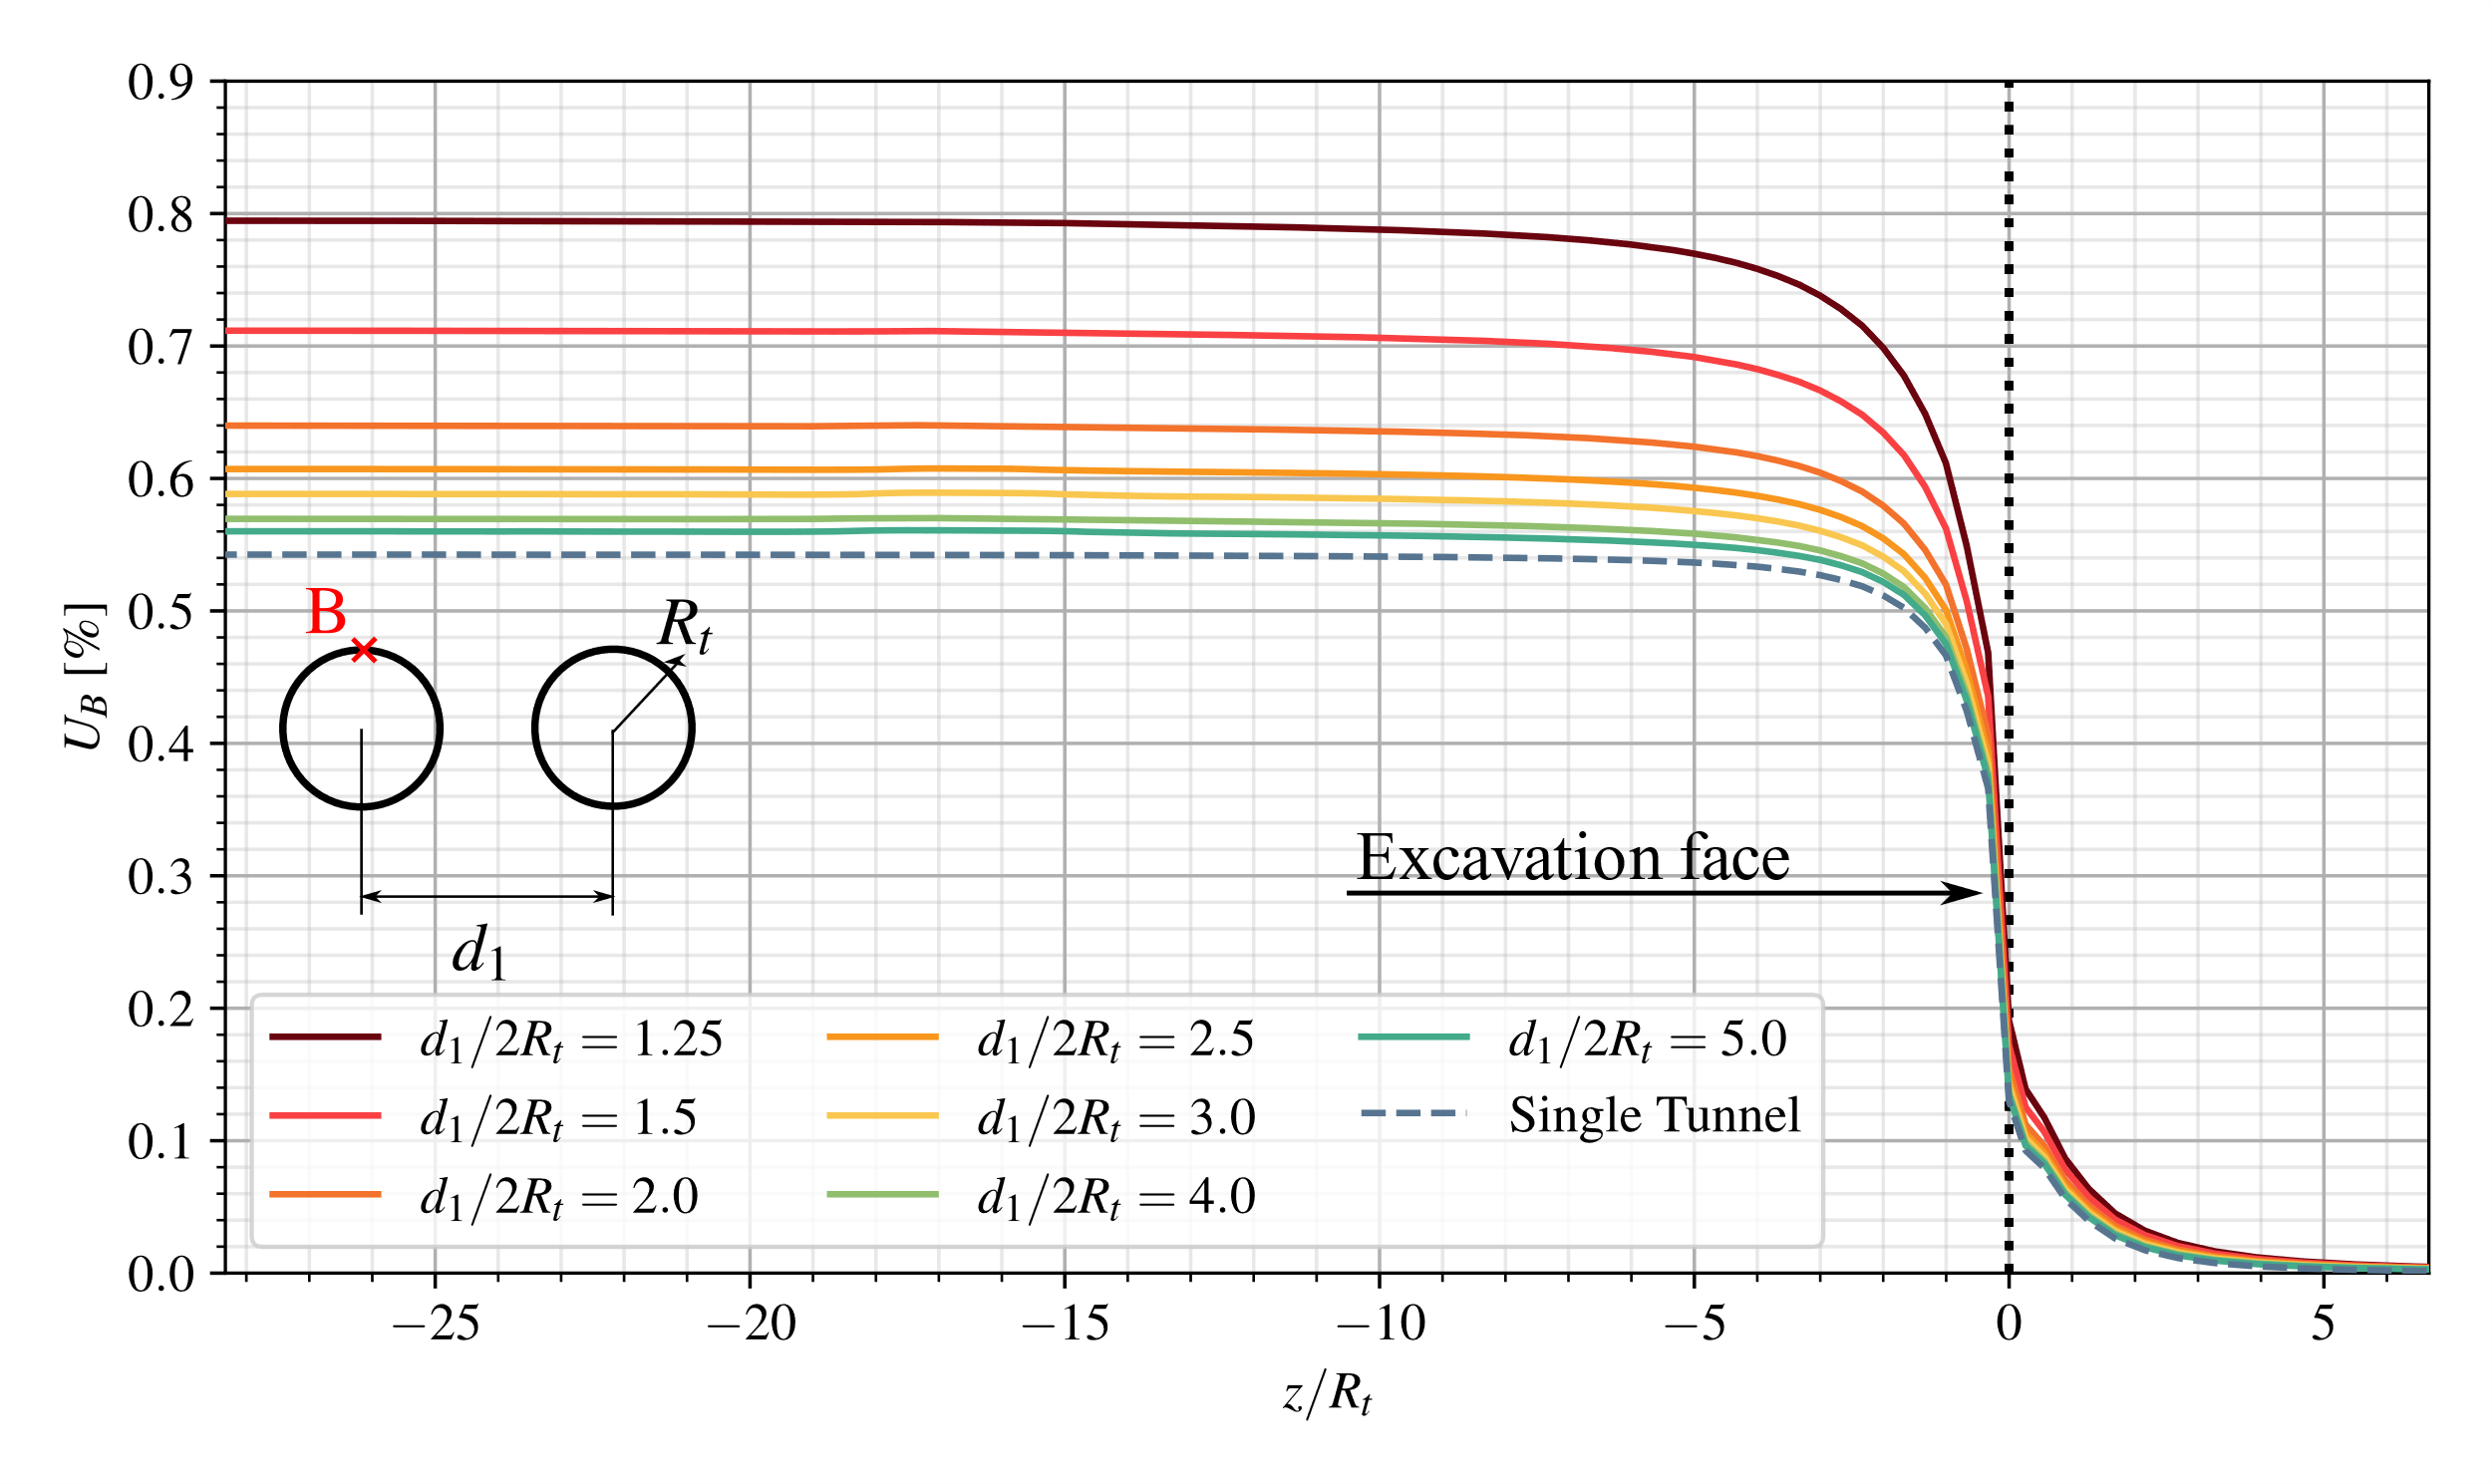 0.9
0.8
0.7
0.6
0.5
0.4
0.3
0.2
0.1
0.0
U_B [%]
B
R_t
d_1
Excavation face
d_1/2R_t = 1.25
d_1/2R_t = 1.5
d_1/2R_t = 2.0
d_1/2R_t = 2.5
d_1/2R_t = 3.0
d_1/2R_t = 4.0
d_1/2R_t = 5.0
Single Tunnel
−25 −20 −15 −10 −5 0 5
z/R_t